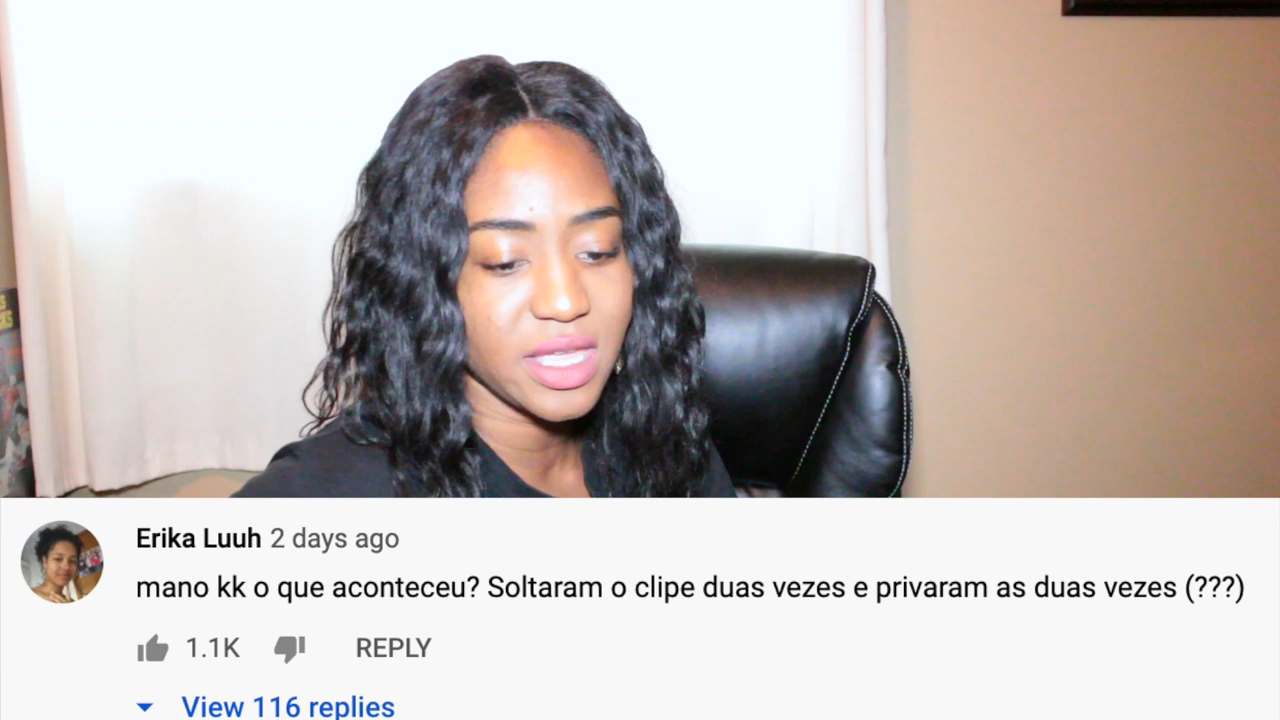 Erika Luuh 2 days ago
mano kk o que aconteceu? Soltaram o clipe duas vezes e privaram as duas vezes (???)
1.1K REPLY
View 116 replies